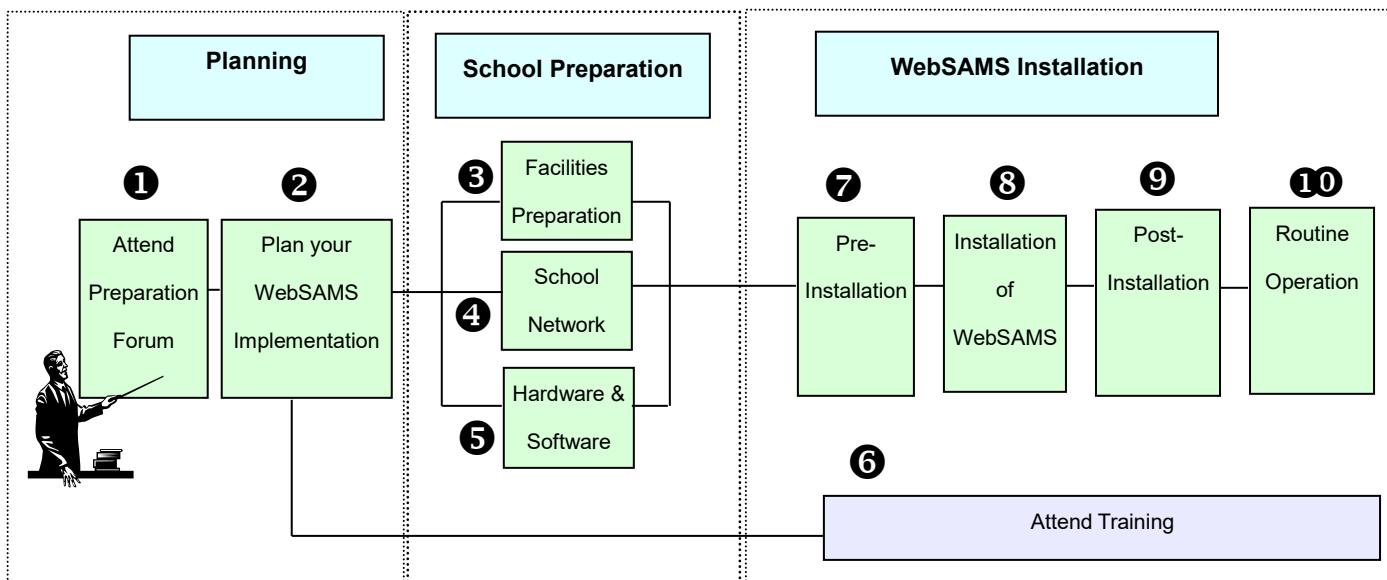 Planning
School Preparation
WebSAMS Installation
❶
Attend
Preparation
Forum
❷
Plan your
WebSAMS
Implementation
❸
Facilities
Preparation
❹
School
Network
❺
Hardware &
Software
❼
Pre-
Installation
❽
Installation
of
WebSAMS
❾
Post-
Installation
❶0
Routine
Operation
❻
Attend Training